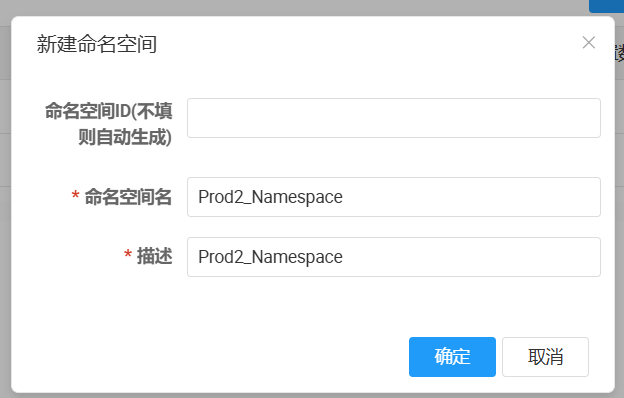 新建命名空间
命名空间ID(不填
则自动生成)
* 命名空间名
Prod2_Namespace
* 描述
Prod2_Namespace
确定
取消